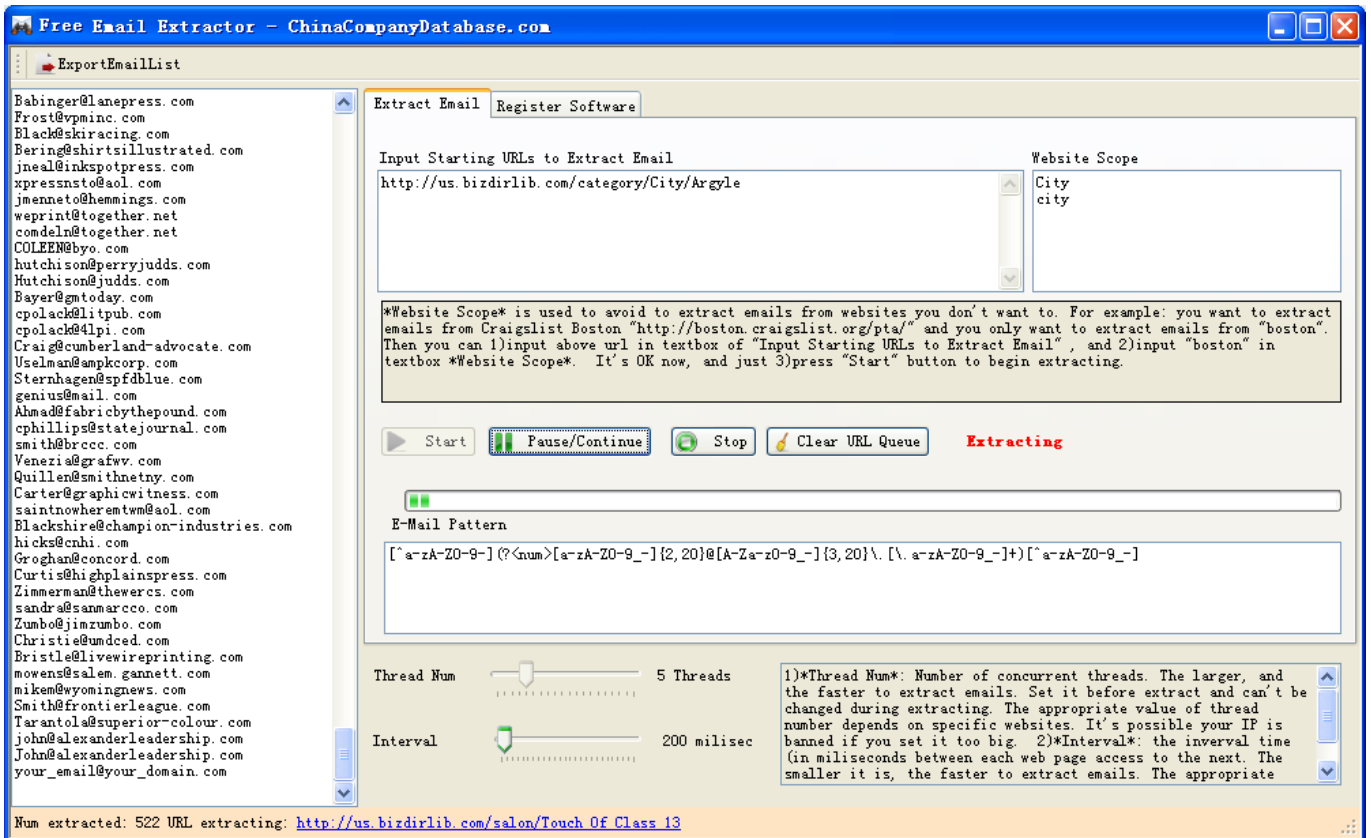 Free Email Extractor - ChinaCompanyDatabase.com
ExportEmailList
Babinger@lanepress.com
Frost@vpminc.com
Black@skiracing.com
Bering@shirtsillustrated.com
jneal@inkspotpress.com
xpressnsto@aol.com
jmenneto@hemmings.com
weprint@together.net
comdeln@together.net
COLEEN@byo.com
hutchison@perryjudds.com
Hutchison@judds.com
Bayer@gmtoday.com
cpolack@litpub.com
cpolack@4lpi.com
Craig@cumberland-advocate.com
Uselman@ampkcorp.com
Sternhagen@spfdblue.com
genius@mail.com
Ahmad@fabricbythepound.com
cphillips@statejournal.com
smith@brccc.com
Venezia@grafwv.com
Quillen@smithnetny.com
Carter@graphicwitness.com
saintnowheremtwm@aol.com
Blackshire@champion-industries.com
hicks@cnhi.com
Groghan@concord.com
Curtis@highplainspress.com
Zimmerman@thewercs.com
sandra@sanmarcco.com
Zumbo@jimzumbo.com
Christie@umdced.com
Bristle@livewireprinting.com
mowens@salem.gannett.com
mikem@wyomingnews.com
Smith@frontierleague.com
Tarantola@superior-colour.com
john@alexanderleadership.com
John@alexanderleadership.com
your_email@your_domain.com
Extract Email
Register Software
Input Starting URLs to Extract Email
http://us.bizdirlib.com/category/City/Argyle
Website Scope
City
city
*Website Scope* is used to avoid to extract emails from websites you don't want to. For example: you want to extract
emails from Craigslist Boston "http://boston.craigslist.org/pta/" and you only want to extract emails from "boston".
Then you can 1)input above url in textbox of "Input Starting URLs to Extract Email" , and 2)input "boston" in
textbox *Website Scope*.  It's OK now, and just 3)press "Start" button to begin extracting.
Start
Pause/Continue
Stop
Clear URL Queue
Extracting
E-Mail Pattern
[^a-zA-Z0-9-](?<num>[a-zA-Z0-9_-]{2,20}@[A-Za-z0-9_-]{3,20}\.[\.a-zA-Z0-9_-]+)[^a-zA-Z0-9_-]
Thread Num
5 Threads
Interval
200 milisec
1)*Thread Num*: Number of concurrent threads. The larger, and
the faster to extract emails. Set it before extract and can't be
changed during extracting. The appropriate value of thread
number depends on specific websites. It's possible your IP is
banned if you set it too big.  2)*Interval*: the inverval time
(in miliseconds between each web page access to the next. The
smaller it is, the faster to extract emails. The appropriate
Num extracted: 522 URL extracting: http://us.bizdirlib.com/salon/Touch Of Class 13